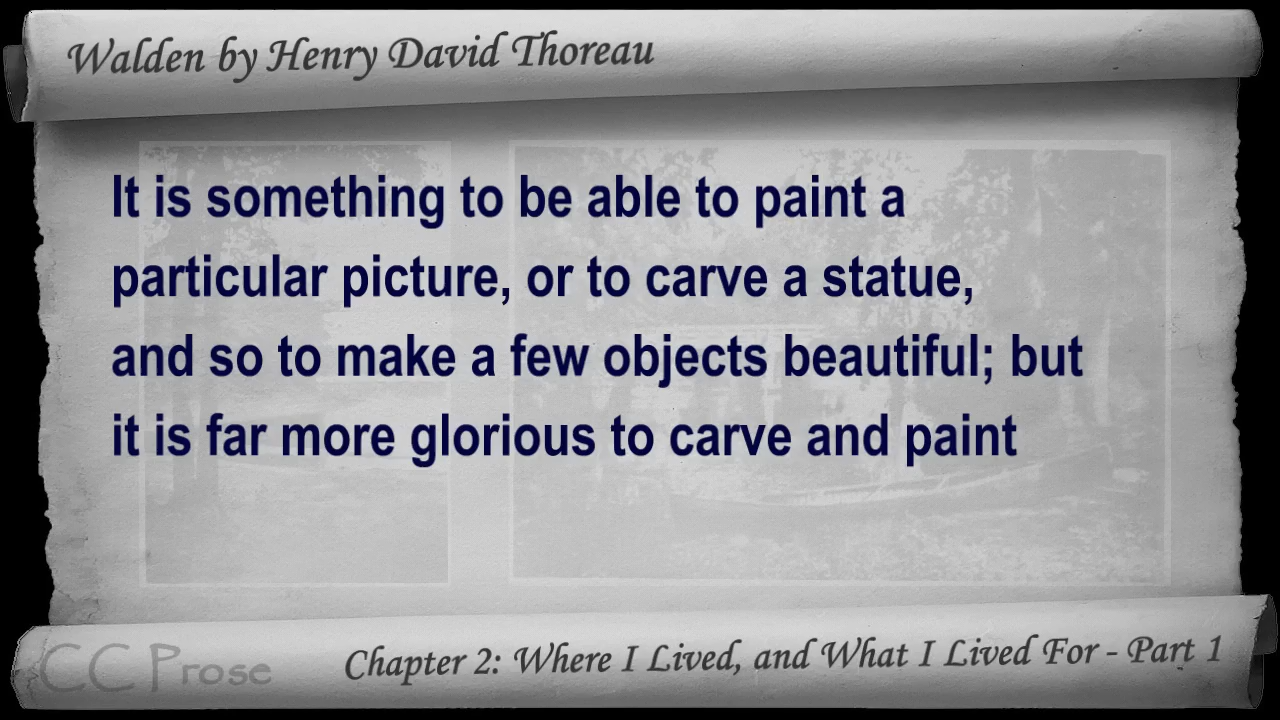 Walden by Henry David Thoreau
It is something to be able to paint a
particular picture, or to carve a statue,
and so to make a few objects beautiful; but
it is far more glorious to carve and paint
CC Prose
Chapter 2: Where I Lived, and What I Lived For - Part 1